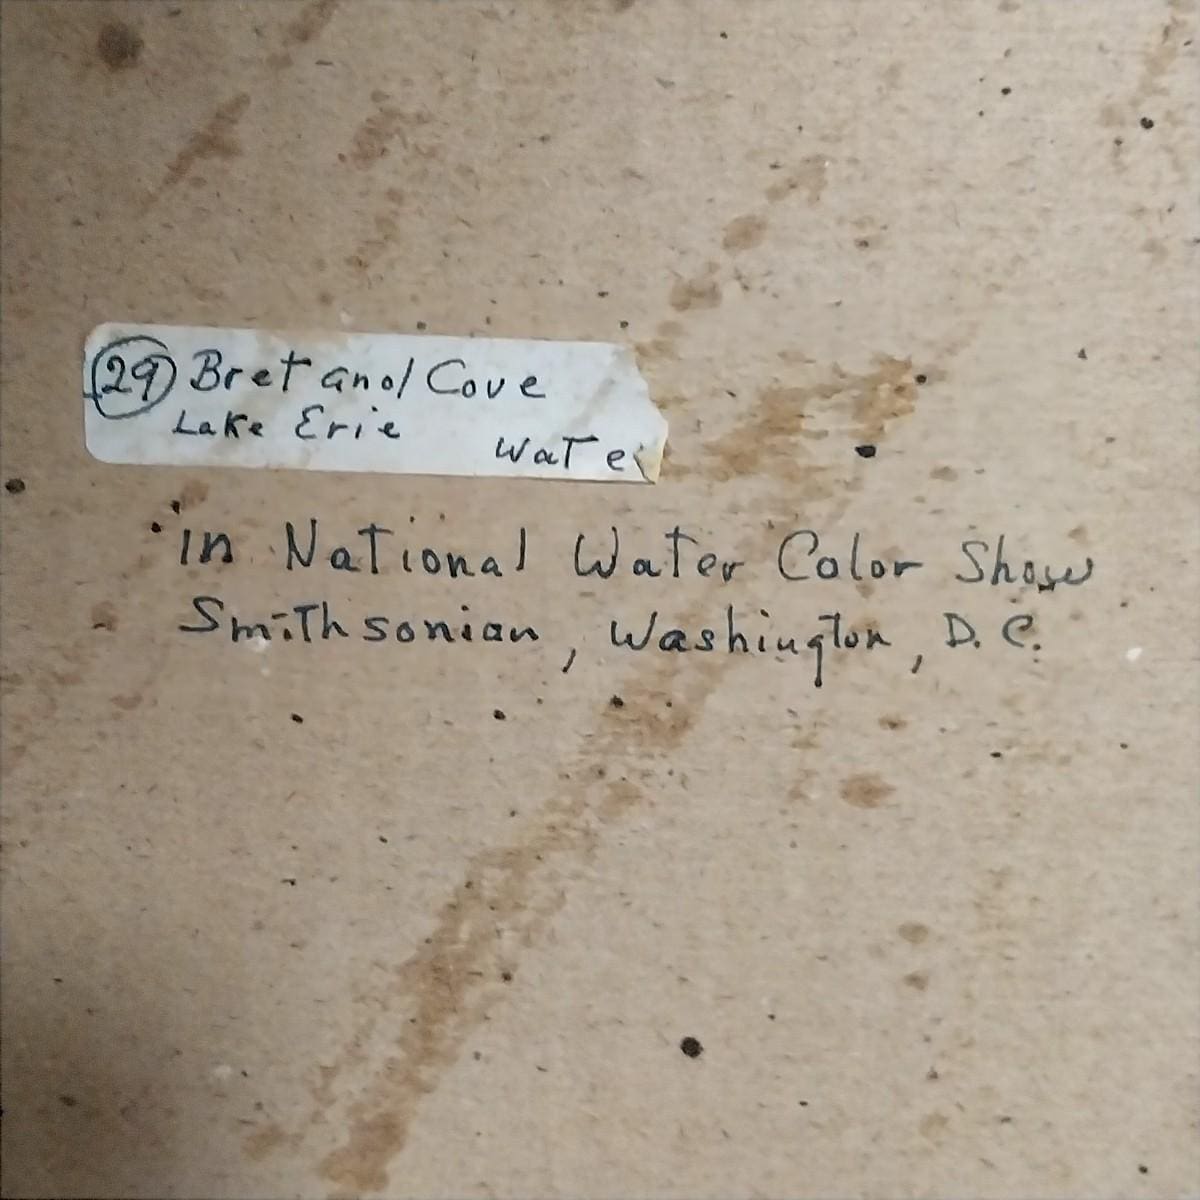 29 Bretanol Cove
Lake Erie
Water
in National Water Color Show
Smithsonian, Washington, D.C.